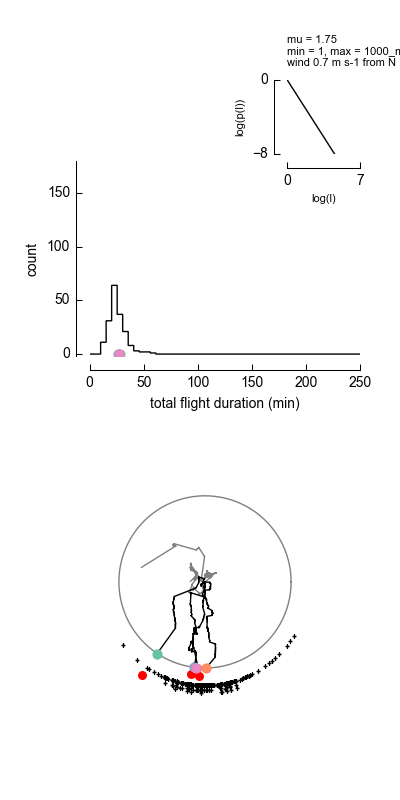 mu = 1.75
min = 1, max = 1000_m
wind 0.7 m s-1 from N
0
log(p(l))
−8
0 7
log(l)
150
100
count
50
0
0 50 100 150 200 250
total flight duration (min)